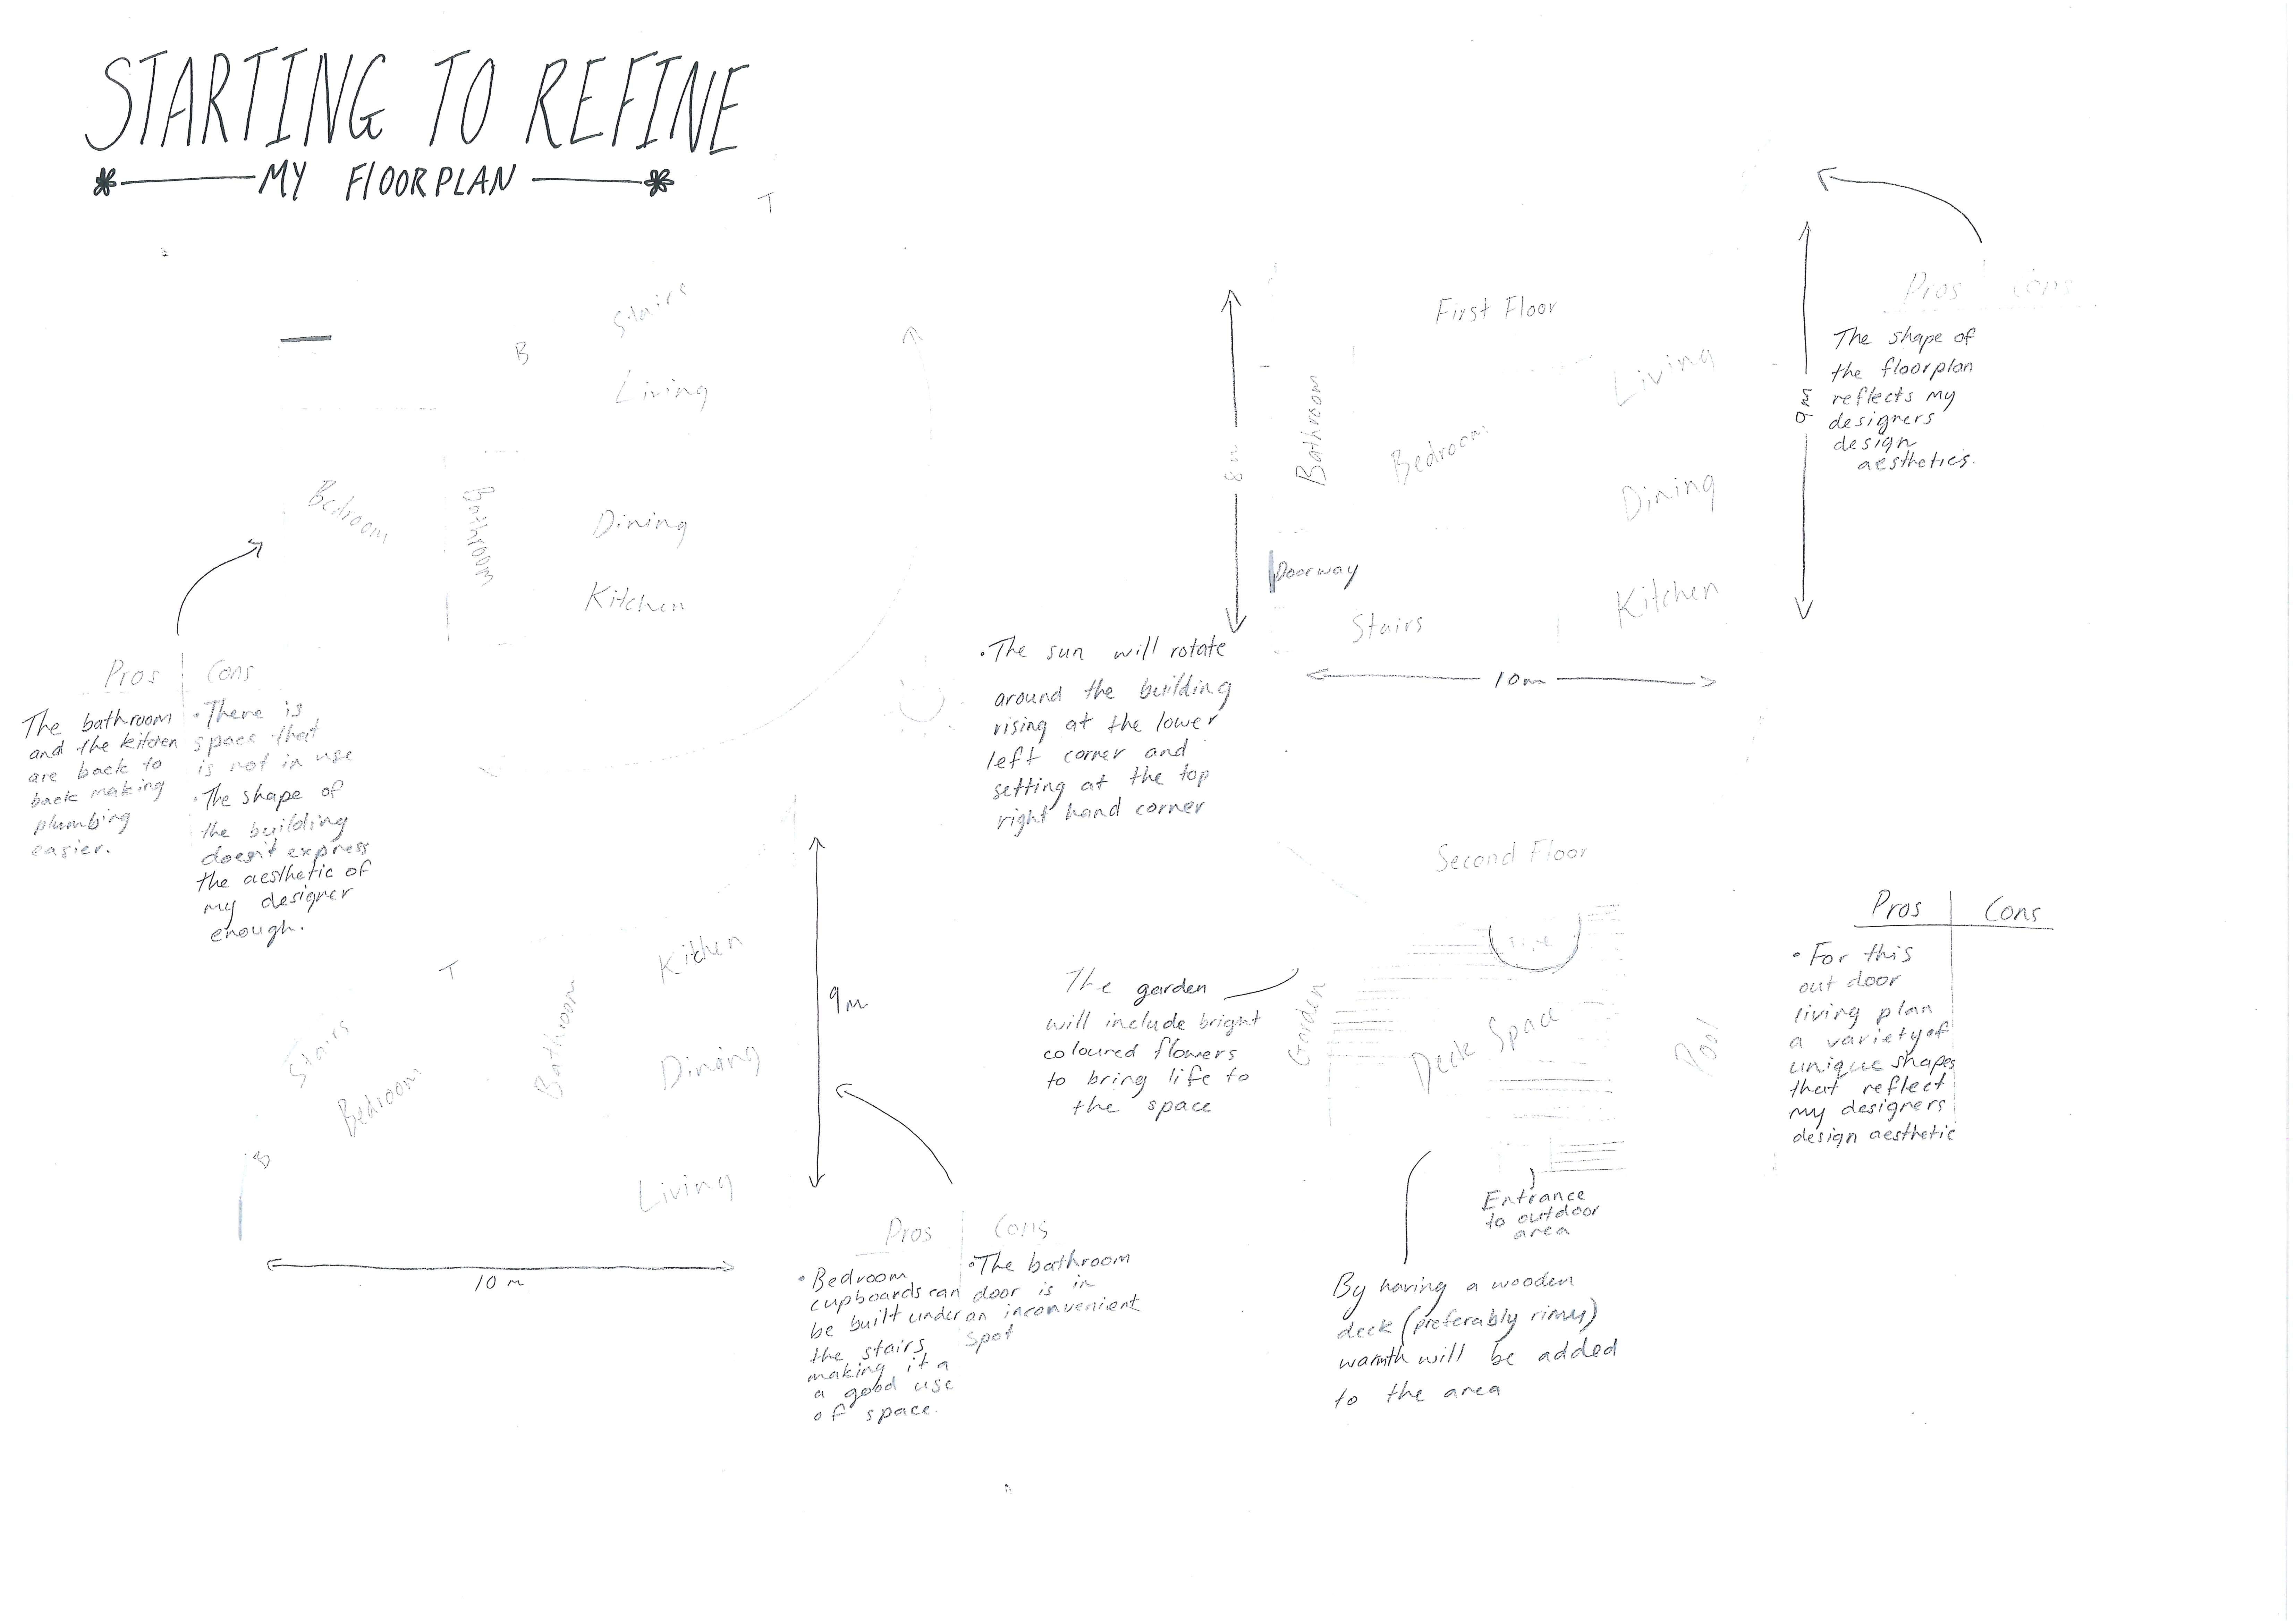 STARTING TO REFINE
MY FLOORPLAN
T
Stairs
B
Living
Bedroom
Bathroom
Dining
Kitchen
Pros
Cons
The bathroom
and the kitchen
are back to
back making
plumbing
easier.
• There is
space that
is not in use
• The shape of
the building
doesn't express
the aesthetic of
my designer
enough.
• The sun will rotate
around the building
rising at the lower
left corner and
setting at the top
right hand corner
First Floor
8m
Bathroom
Bedroom
Living
Dining
Kitchen
Doorway
Stairs
10m
9m
Pros
Cons
The shape of
the floorplan
reflects my
designers
design
aesthetics.
T
Stairs
Bedroom
B
Bathroom
Kitchen
Dining
Living
9m
10 m
Pros
Cons
• Bedroom
cupboards can
be built under
the stairs
making it a
a good use
of space.
• The bathroom
door is in
an inconvenient
spot
Second Floor
The garden
will include bright
coloured flowers
to bring life to
the space
Garden
Deck Space
Pool
Entrance
to outdoor
area
By having a wooden
deck (preferably rimu)
warmth will be added
to the area
Pros
Cons
• For this
out door
living plan
a variety of
unique shapes
that reflect
my designers
design aesthetic